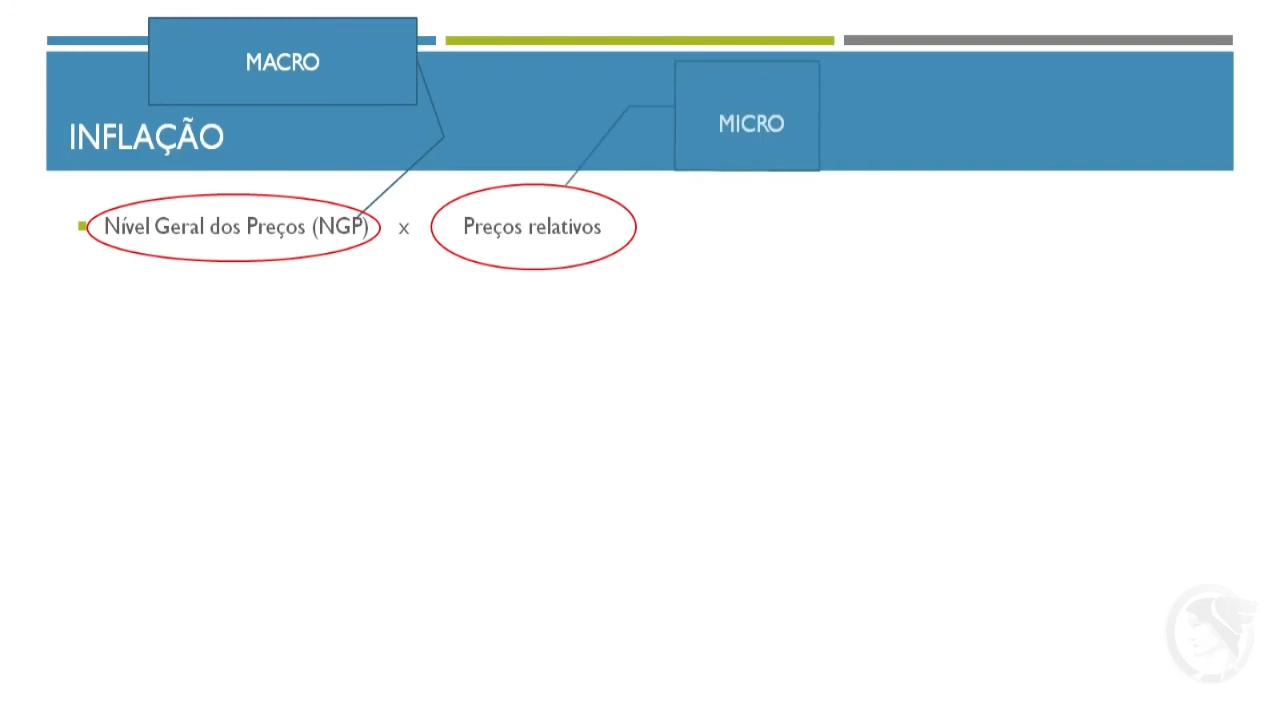 MACRO
MICRO
INFLAÇÃO
Nível Geral dos Preços (NGP) x Preços relativos